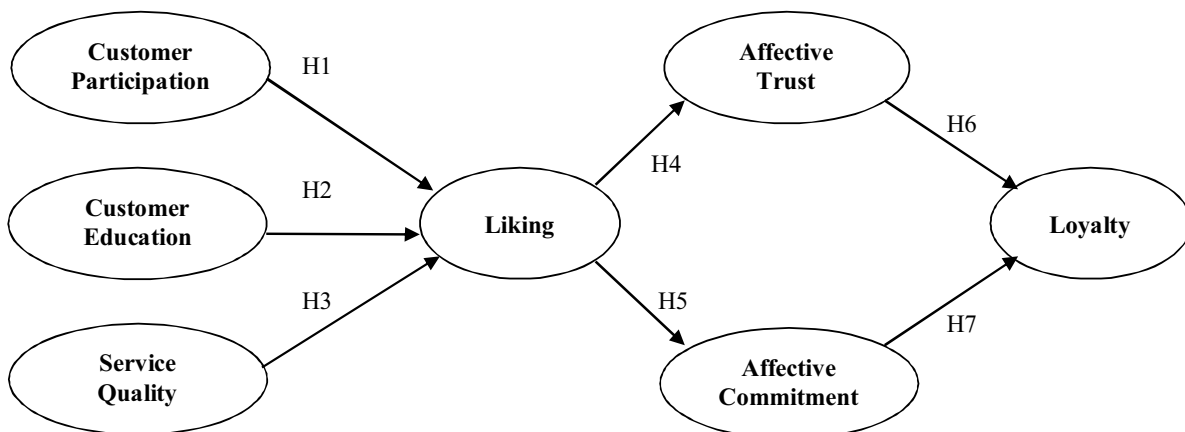 Customer
Participation
H1
Customer
Education
H2
Service
Quality
H3
Liking
H4
H5
Affective
Trust
Affective
Commitment
H6
H7
Loyalty